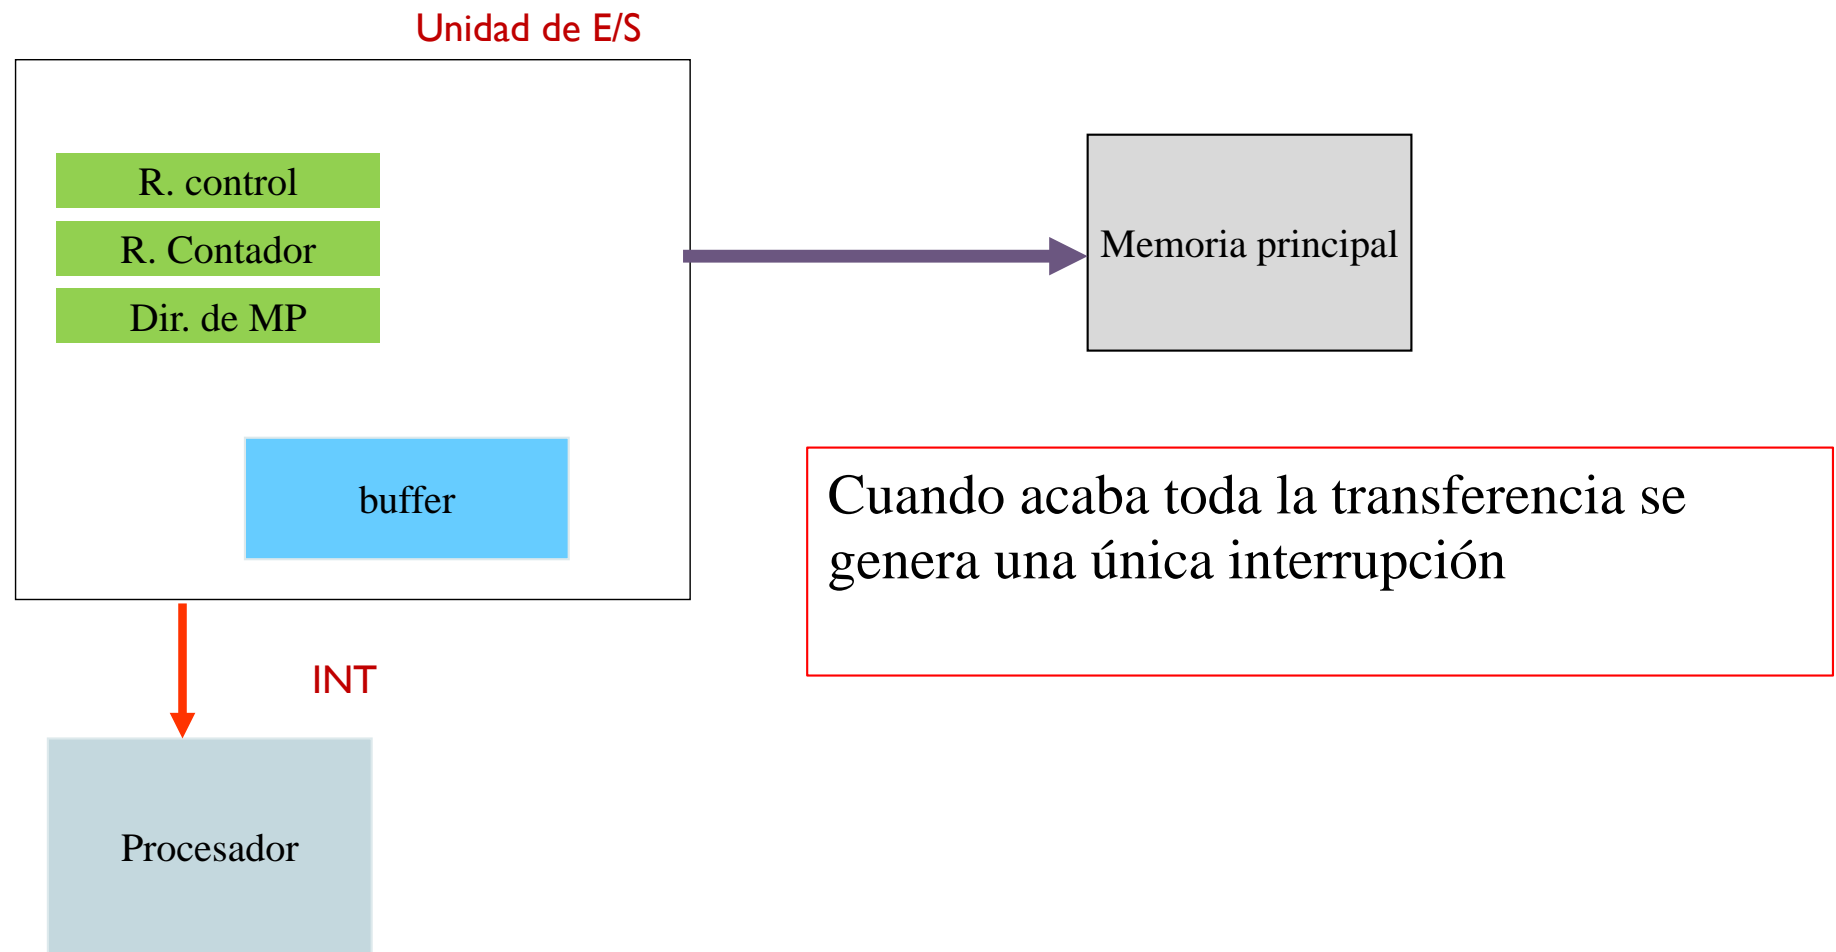 Unidad de E/S
R. control
R. Contador
Dir. de MP
Memoria principal
buffer
Cuando acaba toda la transferencia se
genera una única interrupción
INT
Procesador